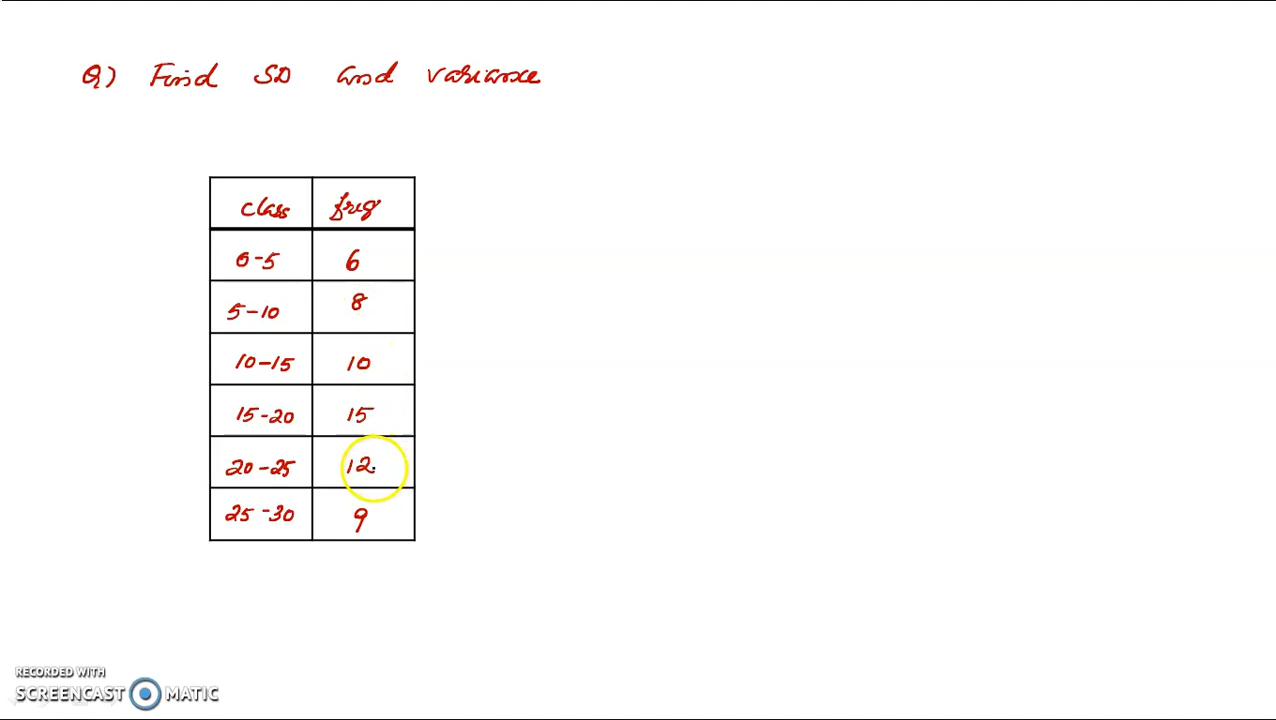 Q) Find SD and variance
class freq
0-5 6
5-10 8
10-15 10
15-20 15
20-25 12
25-30 9
RECORDED WITH
SCREENCAST MATIC